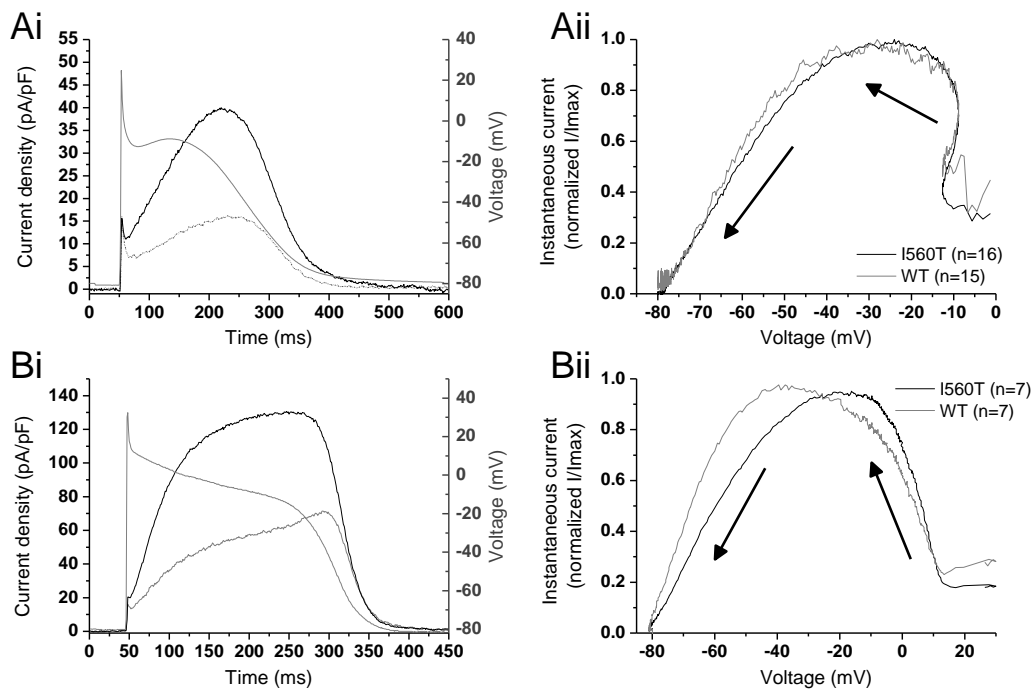 Ai
Aii
55
50
45
40
35
30
25
20
15
10
5
0
Current density (pA/pF)
40
20
0
-20
-40
-60
-80
Voltage (mV)
0 100 200 300 400 500 600
Time (ms)
1.0
0.8
0.6
0.4
0.2
0.0
Instantaneous current
(normalized I/Imax)
I560T (n=16)
WT (n=15)
-80 -70 -60 -50 -40 -30 -20 -10 0
Voltage (mV)
Bi
Bii
140
120
100
80
60
40
20
0
Current density (pA/pF)
40
20
0
-20
-40
-60
-80
Voltage (mV)
0 50 100 150 200 250 300 350 400 450
Time (ms)
1.0
0.8
0.6
0.4
0.2
0.0
Instantaneous current
(normalized I/Imax)
I560T (n=7)
WT (n=7)
-80 -60 -40 -20 0 20
Voltage (mV)